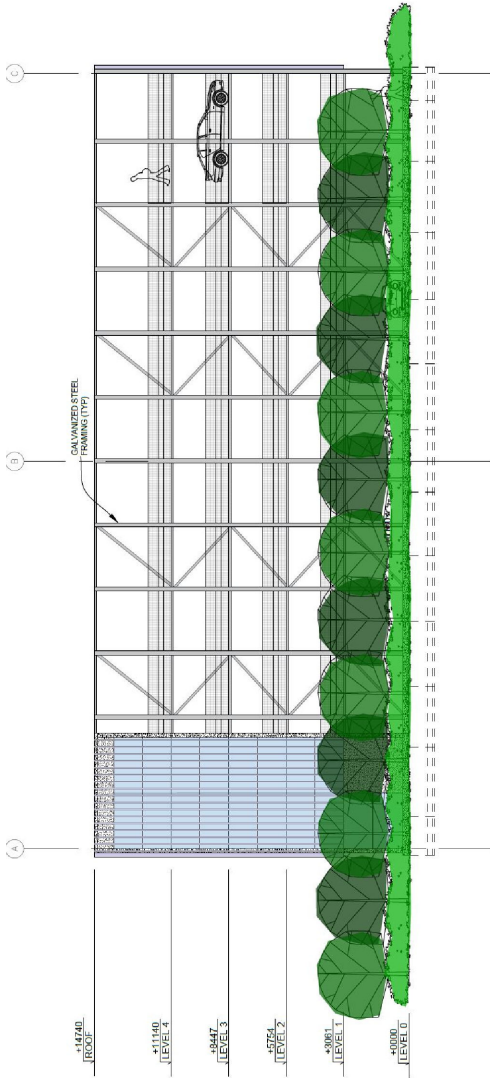 A
B
C
GALVANIZED STEEL
FRAMING (TYP)
+14740
ROOF
+11140
LEVEL 4
+8447
LEVEL 3
+5754
LEVEL 2
+3061
LEVEL 1
+0000
LEVEL 0